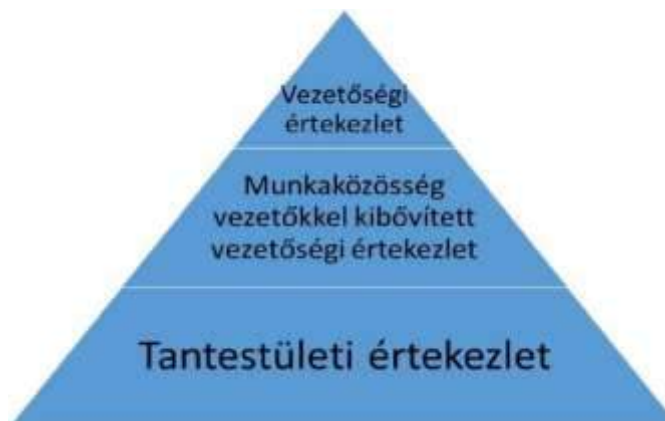 Vezetőségi
értekezlet
Munkaközösség
vezetőkkel kibővített
vezetőségi értekezlet
Tantestületi értekezlet